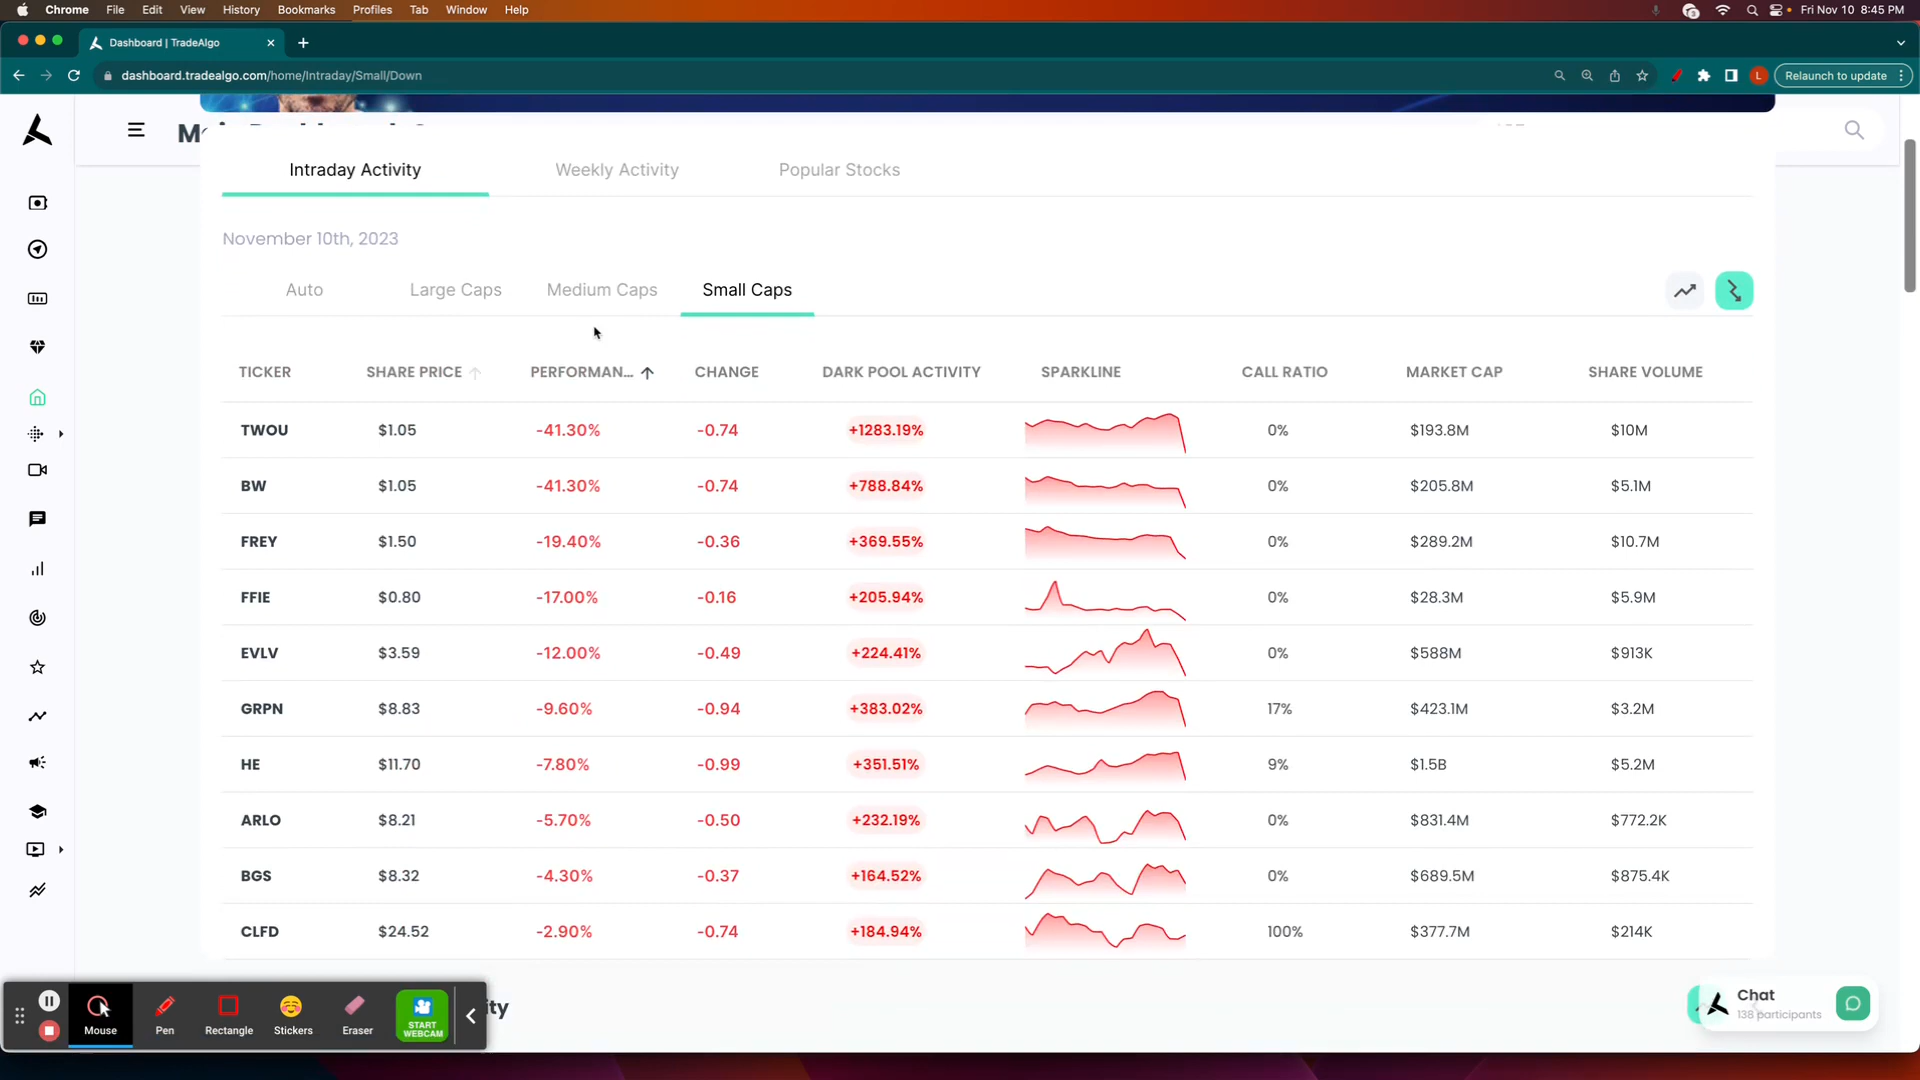 Chrome File Edit View History Bookmarks Profiles Tab Window Help Fri Nov 10 8:45 PM
Dashboard | TradeAlgo
dashboard.tradealgo.com/home/Intraday/Small/Down L Relaunch to update
Intraday Activity Weekly Activity Popular Stocks
November 10th, 2023
Auto Large Caps Medium Caps Small Caps
TICKER SHARE PRICE PERFORMAN... CHANGE DARK POOL ACTIVITY SPARKLINE CALL RATIO MARKET CAP SHARE VOLUME
TWOU $1.05 -41.30% -0.74 +1283.19% 0% $193.8M $10M
BW $1.05 -41.30% -0.74 +788.84% 0% $205.8M $5.1M
FREY $1.50 -19.40% -0.36 +369.55% 0% $289.2M $10.7M
FFIE $0.80 -17.00% -0.16 +205.94% 0% $28.3M $5.9M
EVLV $3.59 -12.00% -0.49 +224.41% 0% $588M $913K
GRPN $8.83 -9.60% -0.94 +383.02% 17% $423.1M $3.2M
HE $11.70 -7.80% -0.99 +351.51% 9% $1.5B $5.2M
ARLO $8.21 -5.70% -0.50 +232.19% 0% $831.4M $772.2K
BGS $8.32 -4.30% -0.37 +164.52% 0% $689.5M $875.4K
CLFD $24.52 -2.90% -0.74 +184.94% 100% $377.7M $214K
ity
Mouse Pen Rectangle Stickers Eraser START WEBCAM
Chat
138 participants